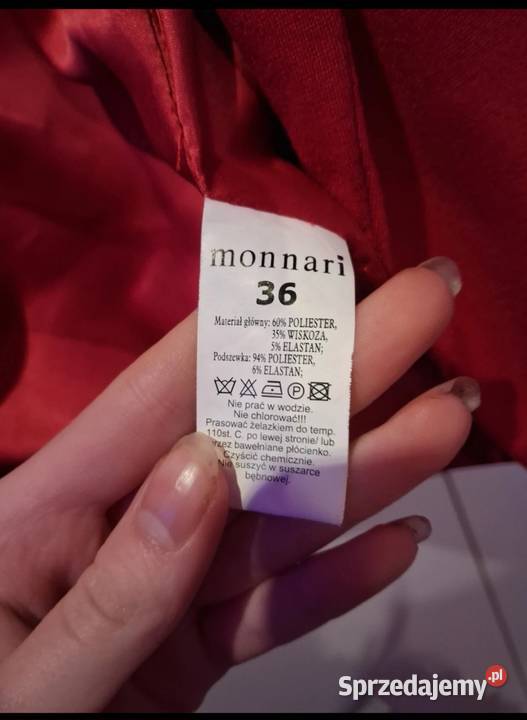 monnari
36
Materiał główny: 60% POLIESTER,
35% WISKOZA,
5% ELASTAN;
Podszewka: 94% POLIESTER,
6% ELASTAN;
P
Nie prać w wodzie.
Nie chlorować!!!
Prasować żelazkiem do temp.
110st. C. po lewej stronie/ lub
przez bawełniane płócienko.
Czyścić chemicznie.
Nie suszyć w suszarce
bębnowej.
Sprzedajemy.pl